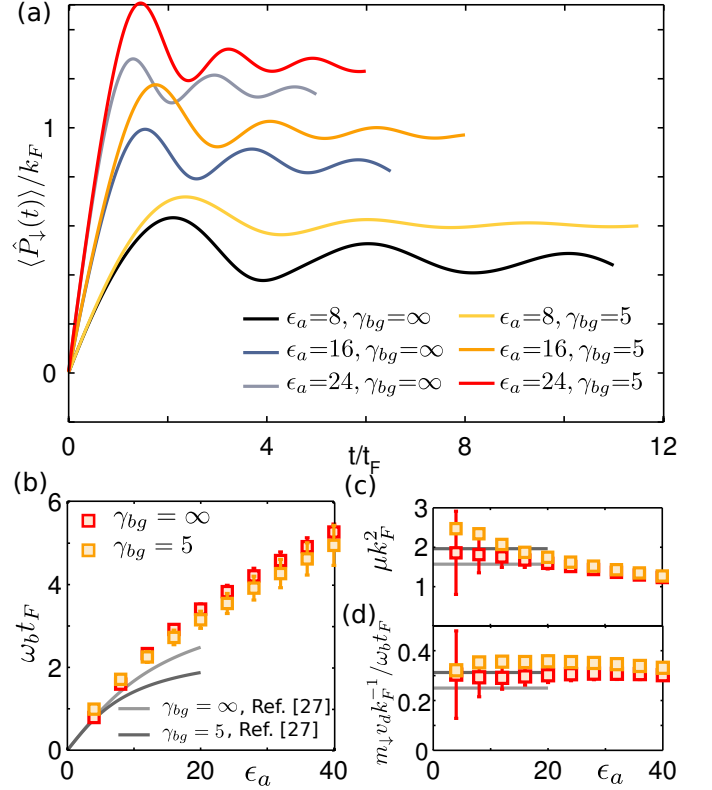 (a)
⟨P̂↓(t)⟩/k_F
1
0
ϵ_a=8, γ_bg=∞
ϵ_a=8, γ_bg=5
ϵ_a=16, γ_bg=∞
ϵ_a=16, γ_bg=5
ϵ_a=24, γ_bg=∞
ϵ_a=24, γ_bg=5
0 4 8 12
t/t_F
(b)
6
4
2
0
ω_b t_F
γ_bg = ∞
γ_bg = 5
γ_bg = ∞, Ref. [27]
γ_bg = 5, Ref. [27]
0 10 20 30 40
ϵ_a
(c)
3
2
1
μk_F^2
(d)
0.4
0.2
0
m↓v_d k_F^-1/ω_b t_F
0 20 40
ϵ_a